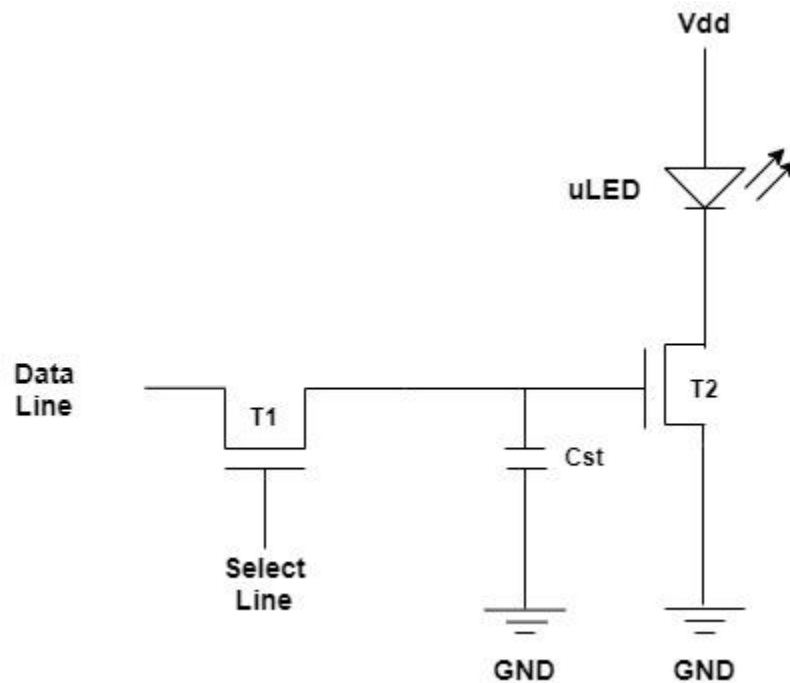 Vdd
uLED
Data
Line
T1
T2
Cst
Select
Line
GND
GND